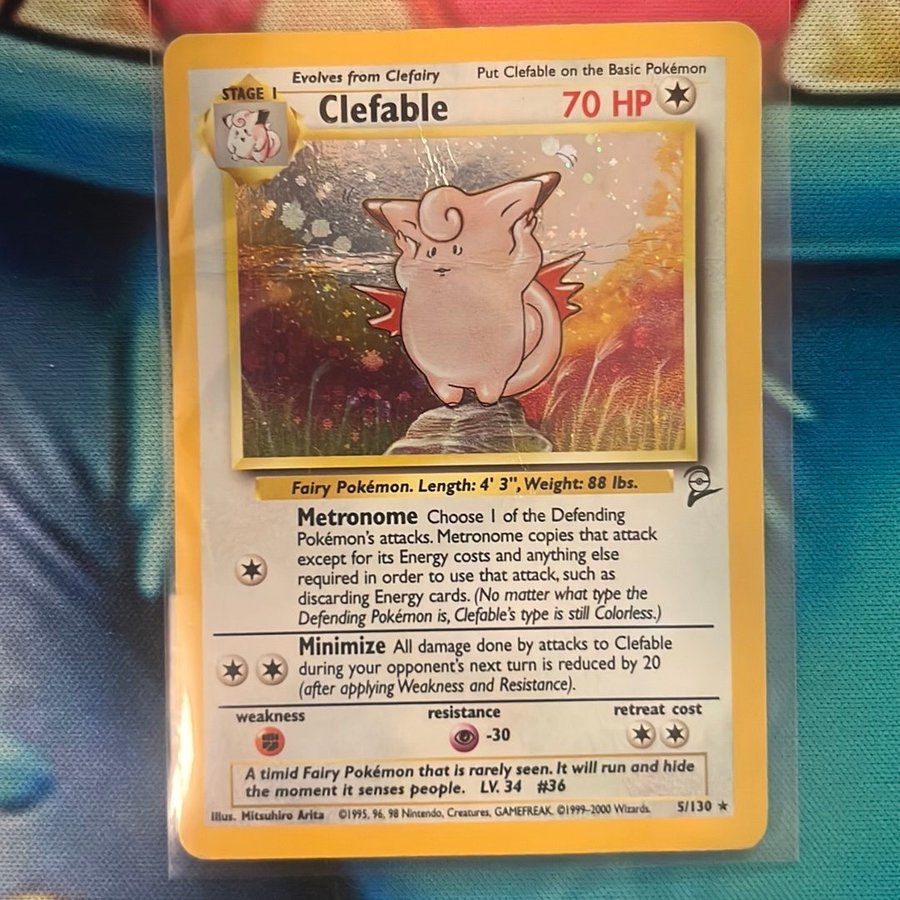 Evolves from Clefairy Put Clefable on the Basic Pokémon
STAGE 1
Clefable 70 HP
Fairy Pokémon. Length: 4' 3", Weight: 88 lbs.
Metronome Choose 1 of the Defending
Pokémon's attacks. Metronome copies that attack
except for its Energy costs and anything else
required in order to use that attack, such as
discarding Energy cards. (No matter what type the
Defending Pokémon is, Clefable's type is still Colorless.)
Minimize All damage done by attacks to Clefable
during your opponent's next turn is reduced by 20
(after applying Weakness and Resistance).
weakness resistance retreat cost
-30
A timid Fairy Pokémon that is rarely seen. It will run and hide
the moment it senses people. LV. 34 #36
Illus. Mitsuhiro Arita ©1995, 96, 98 Nintendo, Creatures, GAMEFREAK. ©1999-2000 Wizards. 5/130 ★